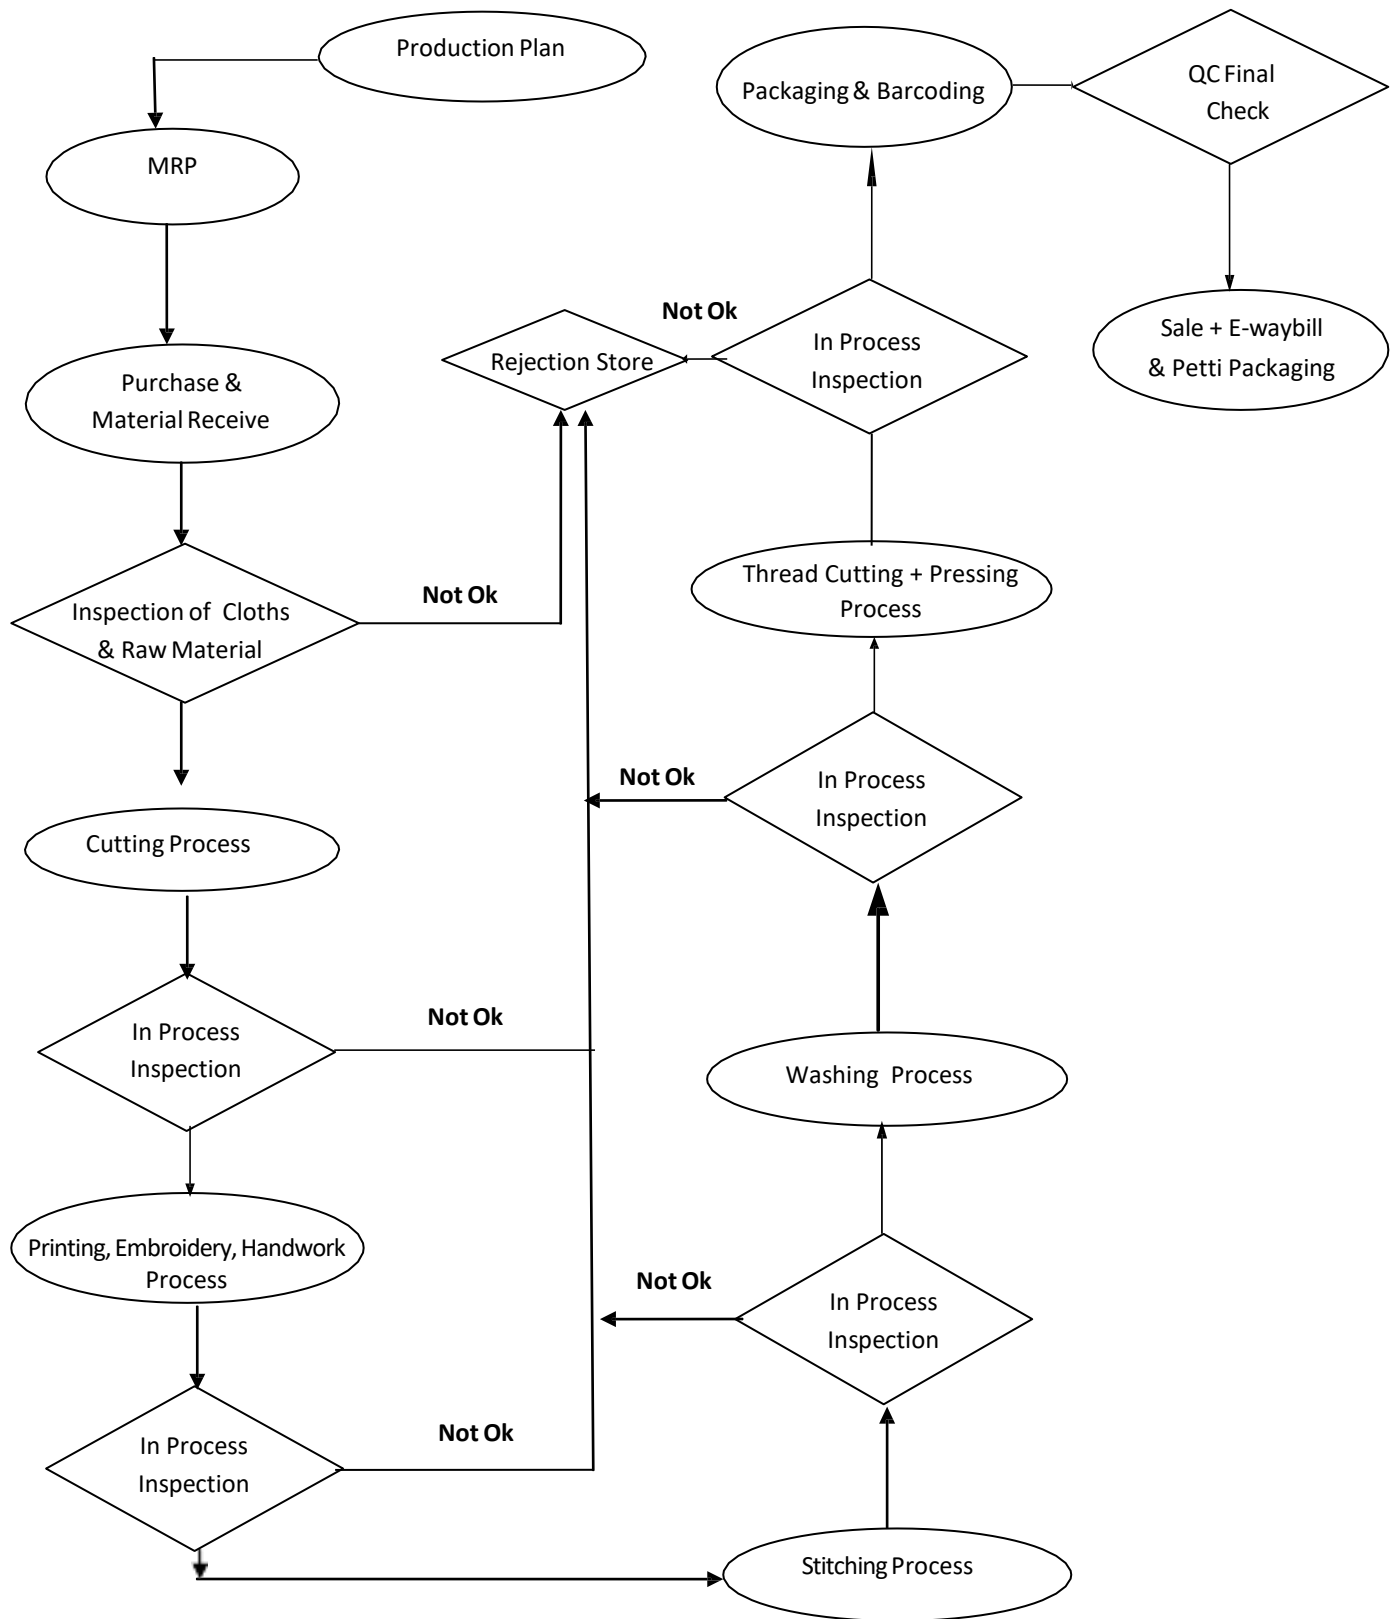 Production Plan
MRP
Purchase &
Material Receive
Inspection of Cloths
& Raw Material
Not Ok
Cutting Process
In Process
Inspection
Not Ok
Printing, Embroidery, Handwork
Process
In Process
Inspection
Not Ok
Stitching Process
In Process
Inspection
Not Ok
Washing Process
In Process
Inspection
Not Ok
Thread Cutting + Pressing
Process
In Process
Inspection
Not Ok
Rejection Store
Packaging & Barcoding
QC Final
Check
Sale + E-waybill
& Petti Packaging